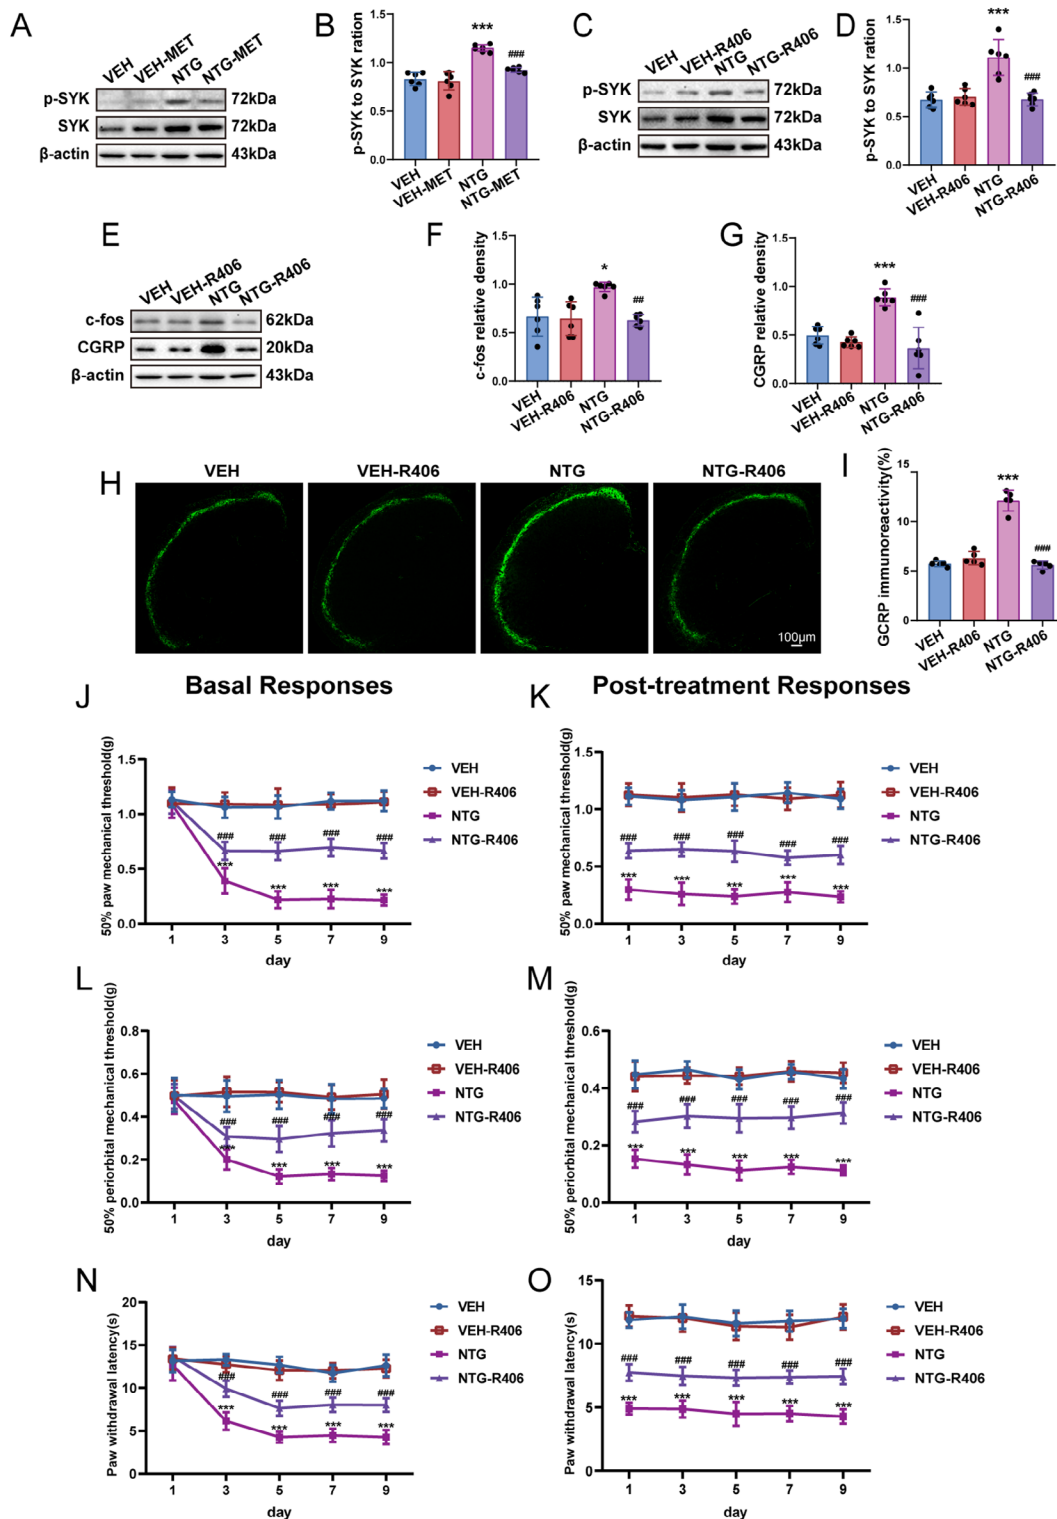 A
VEH
VEH-MET
NTG
NTG-MET
p-SYK
72kDa
SYK
72kDa
β-actin
43kDa
B
p-SYK to SYK ration
1.5
1.0
0.5
0.0
***
###
VEH
VEH-MET
NTG
NTG-MET
C
VEH
VEH-R406
NTG
NTG-R406
p-SYK
72kDa
SYK
72kDa
β-actin
43kDa
D
p-SYK to SYK ration
1.5
1.0
0.5
0.0
***
###
VEH
VEH-R406
NTG
NTG-R406
E
VEH
VEH-R406
NTG
NTG-R406
c-fos
62kDa
CGRP
20kDa
β-actin
43kDa
F
c-fos relative density
1.5
1.0
0.5
0.0
*
##
VEH
VEH-R406
NTG
NTG-R406
G
CGRP relative density
1.5
1.0
0.5
0.0
***
###
VEH
VEH-R406
NTG
NTG-R406
H
VEH
VEH-R406
NTG
NTG-R406
100μm
I
GCRP immunoreactivity(%)
15
10
5
0
***
###
VEH
VEH-R406
NTG
NTG-R406
Basal Responses
Post-treatment Responses
J
50% paw mechanical threshold(g)
1.5
1.0
0.5
0.0
### ### ### ###
*** *** *** ***
1 3 5 7 9
day
VEH
VEH-R406
NTG
NTG-R406
K
50% paw mechanical threshold(g)
1.5
1.0
0.5
0.0
### ### ### ### ###
*** *** *** *** ***
1 3 5 7 9
day
VEH
VEH-R406
NTG
NTG-R406
L
50% periorbital mechanical threshold(g)
0.8
0.6
0.4
0.2
0.0
### ### ### ###
*** *** *** ***
1 3 5 7 9
day
VEH
VEH-R406
NTG
NTG-R406
M
50% periorbital mechanical threshold(g)
0.6
0.4
0.2
0.0
### ### ### ### ###
*** *** *** *** ***
1 3 5 7 9
day
VEH
VEH-R406
NTG
NTG-R406
N
Paw withdrawal latency(s)
20
15
10
5
0
### ### ### ###
*** *** *** ***
1 3 5 7 9
day
VEH
VEH-R406
NTG
NTG-R406
O
Paw withdrawal latency(s)
15
10
5
0
### ### ### ### ###
*** *** *** *** ***
1 3 5 7 9
day
VEH
VEH-R406
NTG
NTG-R406